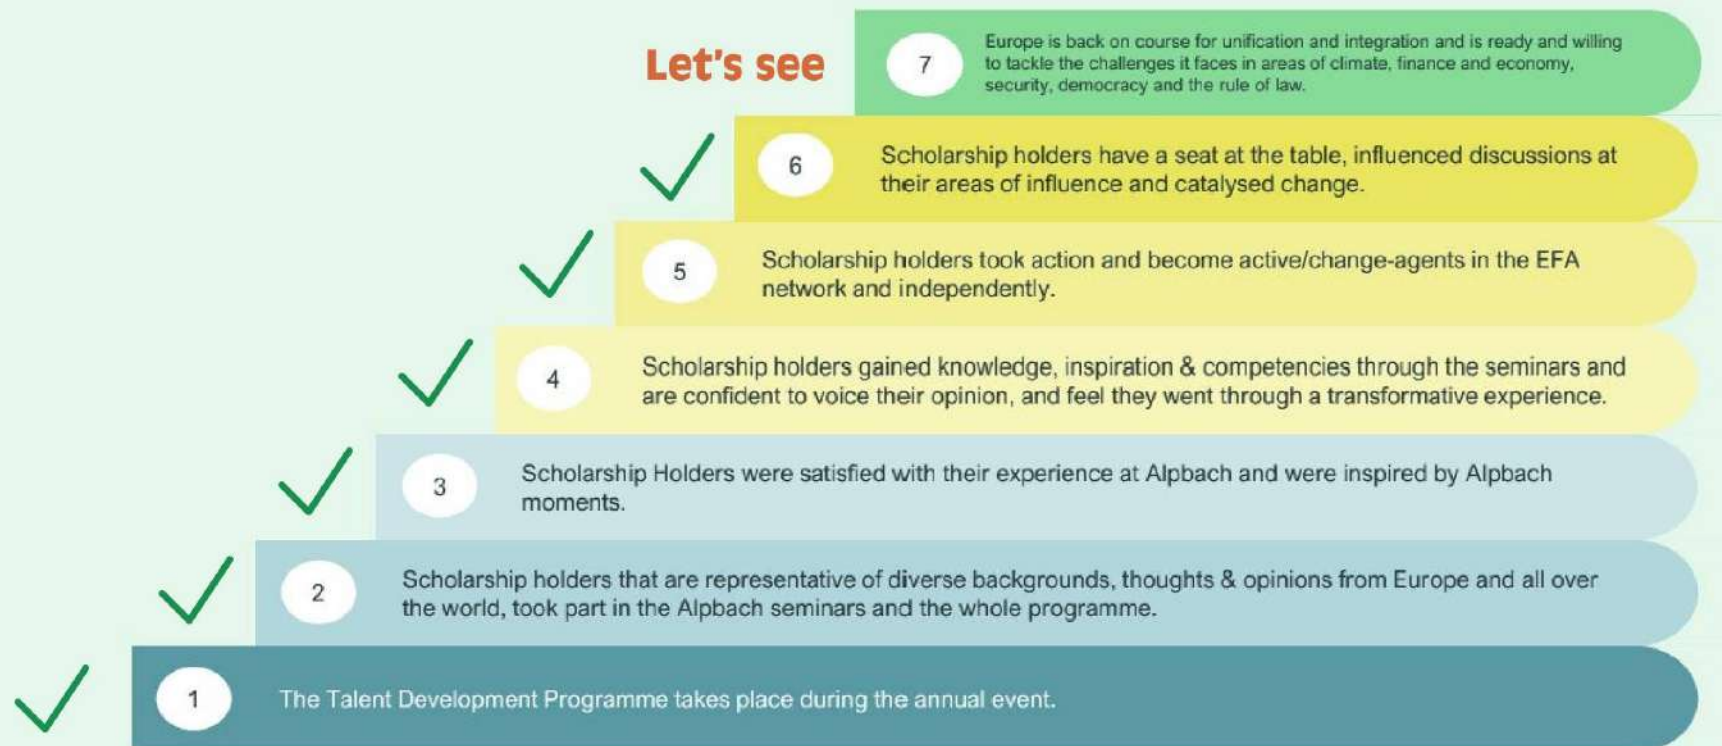 Let's see
7
Europe is back on course for unification and integration and is ready and willing
to tackle the challenges it faces in areas of climate, finance and economy,
security, democracy and the rule of law.
6
Scholarship holders have a seat at the table, influenced discussions at
their areas of influence and catalysed change.
5
Scholarship holders took action and become active/change-agents in the EFA
network and independently.
4
Scholarship holders gained knowledge, inspiration & competencies through the seminars and
are confident to voice their opinion, and feel they went through a transformative experience.
3
Scholarship Holders were satisfied with their experience at Alpbach and were inspired by Alpbach
moments.
2
Scholarship holders that are representative of diverse backgrounds, thoughts & opinions from Europe and all over
the world, took part in the Alpbach seminars and the whole programme.
1
The Talent Development Programme takes place during the annual event.